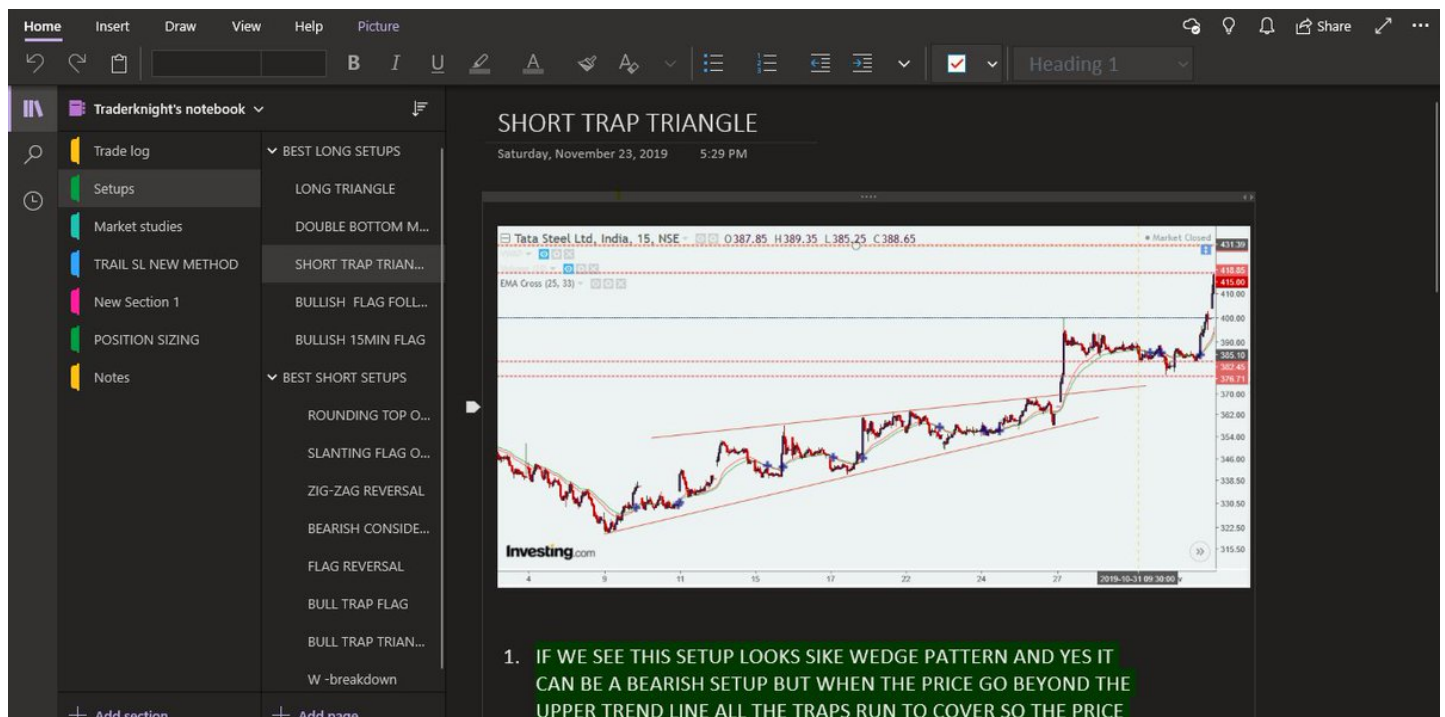 Home Insert Draw View Help Picture
Share
B I U A
Heading 1
Traderknight's notebook
Trade log
Setups
Market studies
TRAIL SL NEW METHOD
New Section 1
POSITION SIZING
Notes
Add section
BEST LONG SETUPS
LONG TRIANGLE
DOUBLE BOTTOM M...
SHORT TRAP TRIAN...
BULLISH FLAG FOLL...
BULLISH 15MIN FLAG
BEST SHORT SETUPS
ROUNDING TOP O...
SLANTING FLAG O...
ZIG-ZAG REVERSAL
BEARISH CONSIDE...
FLAG REVERSAL
BULL TRAP FLAG
BULL TRAP TRIAN...
W -breakdown
Add page
SHORT TRAP TRIANGLE
Saturday, November 23, 2019 5:29 PM
Tata Steel Ltd, India, 15, NSE O387.85 H389.35 L385.25 C388.65
Market Closed
EMA Cross (25, 33)
431.39
418.85
415.00
410.00
400.00
390.00
385.10
382.45
376.71
370.00
362.00
354.00
346.00
338.50
330.50
322.50
315.50
Investing.com
4 9 11 15 17 22 24 27 2019-10-31 09:30:00
1. IF WE SEE THIS SETUP LOOKS SIKE WEDGE PATTERN AND YES IT
CAN BE A BEARISH SETUP BUT WHEN THE PRICE GO BEYOND THE
UPPER TREND LINE ALL THE TRAPS RUN TO COVER SO THE PRICE